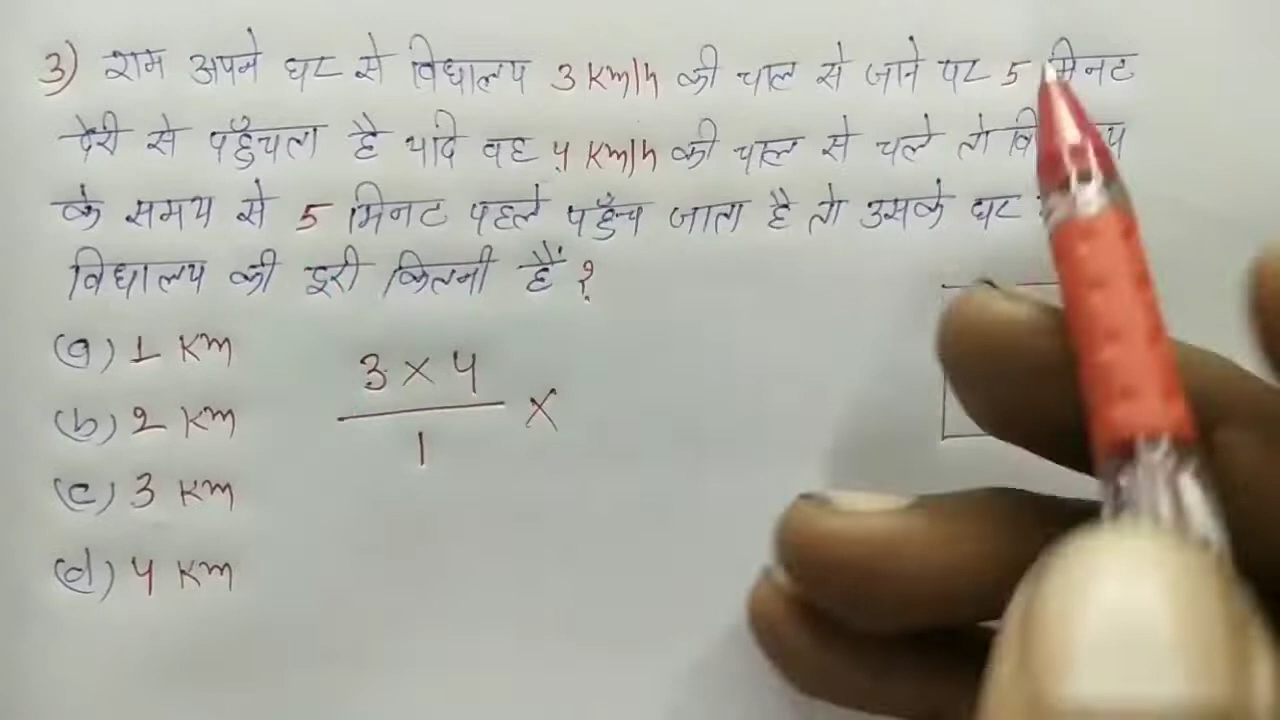 3) राम अपने घर से विद्यालय 3 Km/h की चाल से जाने पर 5 मिनट
देरी से पहुँचता है यदि वह 4 Km/h की चाल से चले तो
के समय से 5 मिनट पहले पहुँच जाता है तो उसके घर
विद्यालय की दूरी कितनी हैं ?
(a) 1 Km
(b) 2 Km
(c) 3 Km
(d) 4 Km
3 × 4
1
×